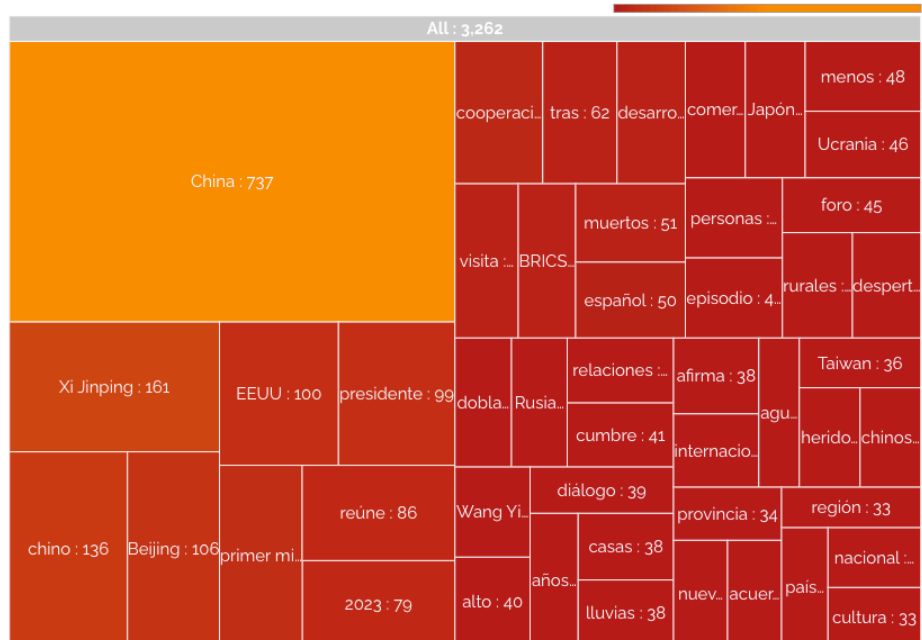 All : 3,262
China : 737
cooperaci...
tras : 62
desarro...
comer...
Japón...
menos : 48
Ucrania : 46
visita :...
BRICS...
muertos : 51
español : 50
personas :...
episodio : 4...
foro : 45
rurales :...
despert...
Xi Jinping : 161
EEUU : 100
presidente : 99
chino : 136
Beijing : 106
primer mi...
reúne : 86
2023 : 79
dobla...
Rusia...
relaciones :...
cumbre : 41
afirma : 38
internacio...
agu...
Taiwan : 36
herido...
chinos...
Wang Yi...
alto : 40
diálogo : 39
años...
casas : 38
lluvias : 38
provincia : 34
nuev...
acuer...
región : 33
país...
nacional :...
cultura : 33